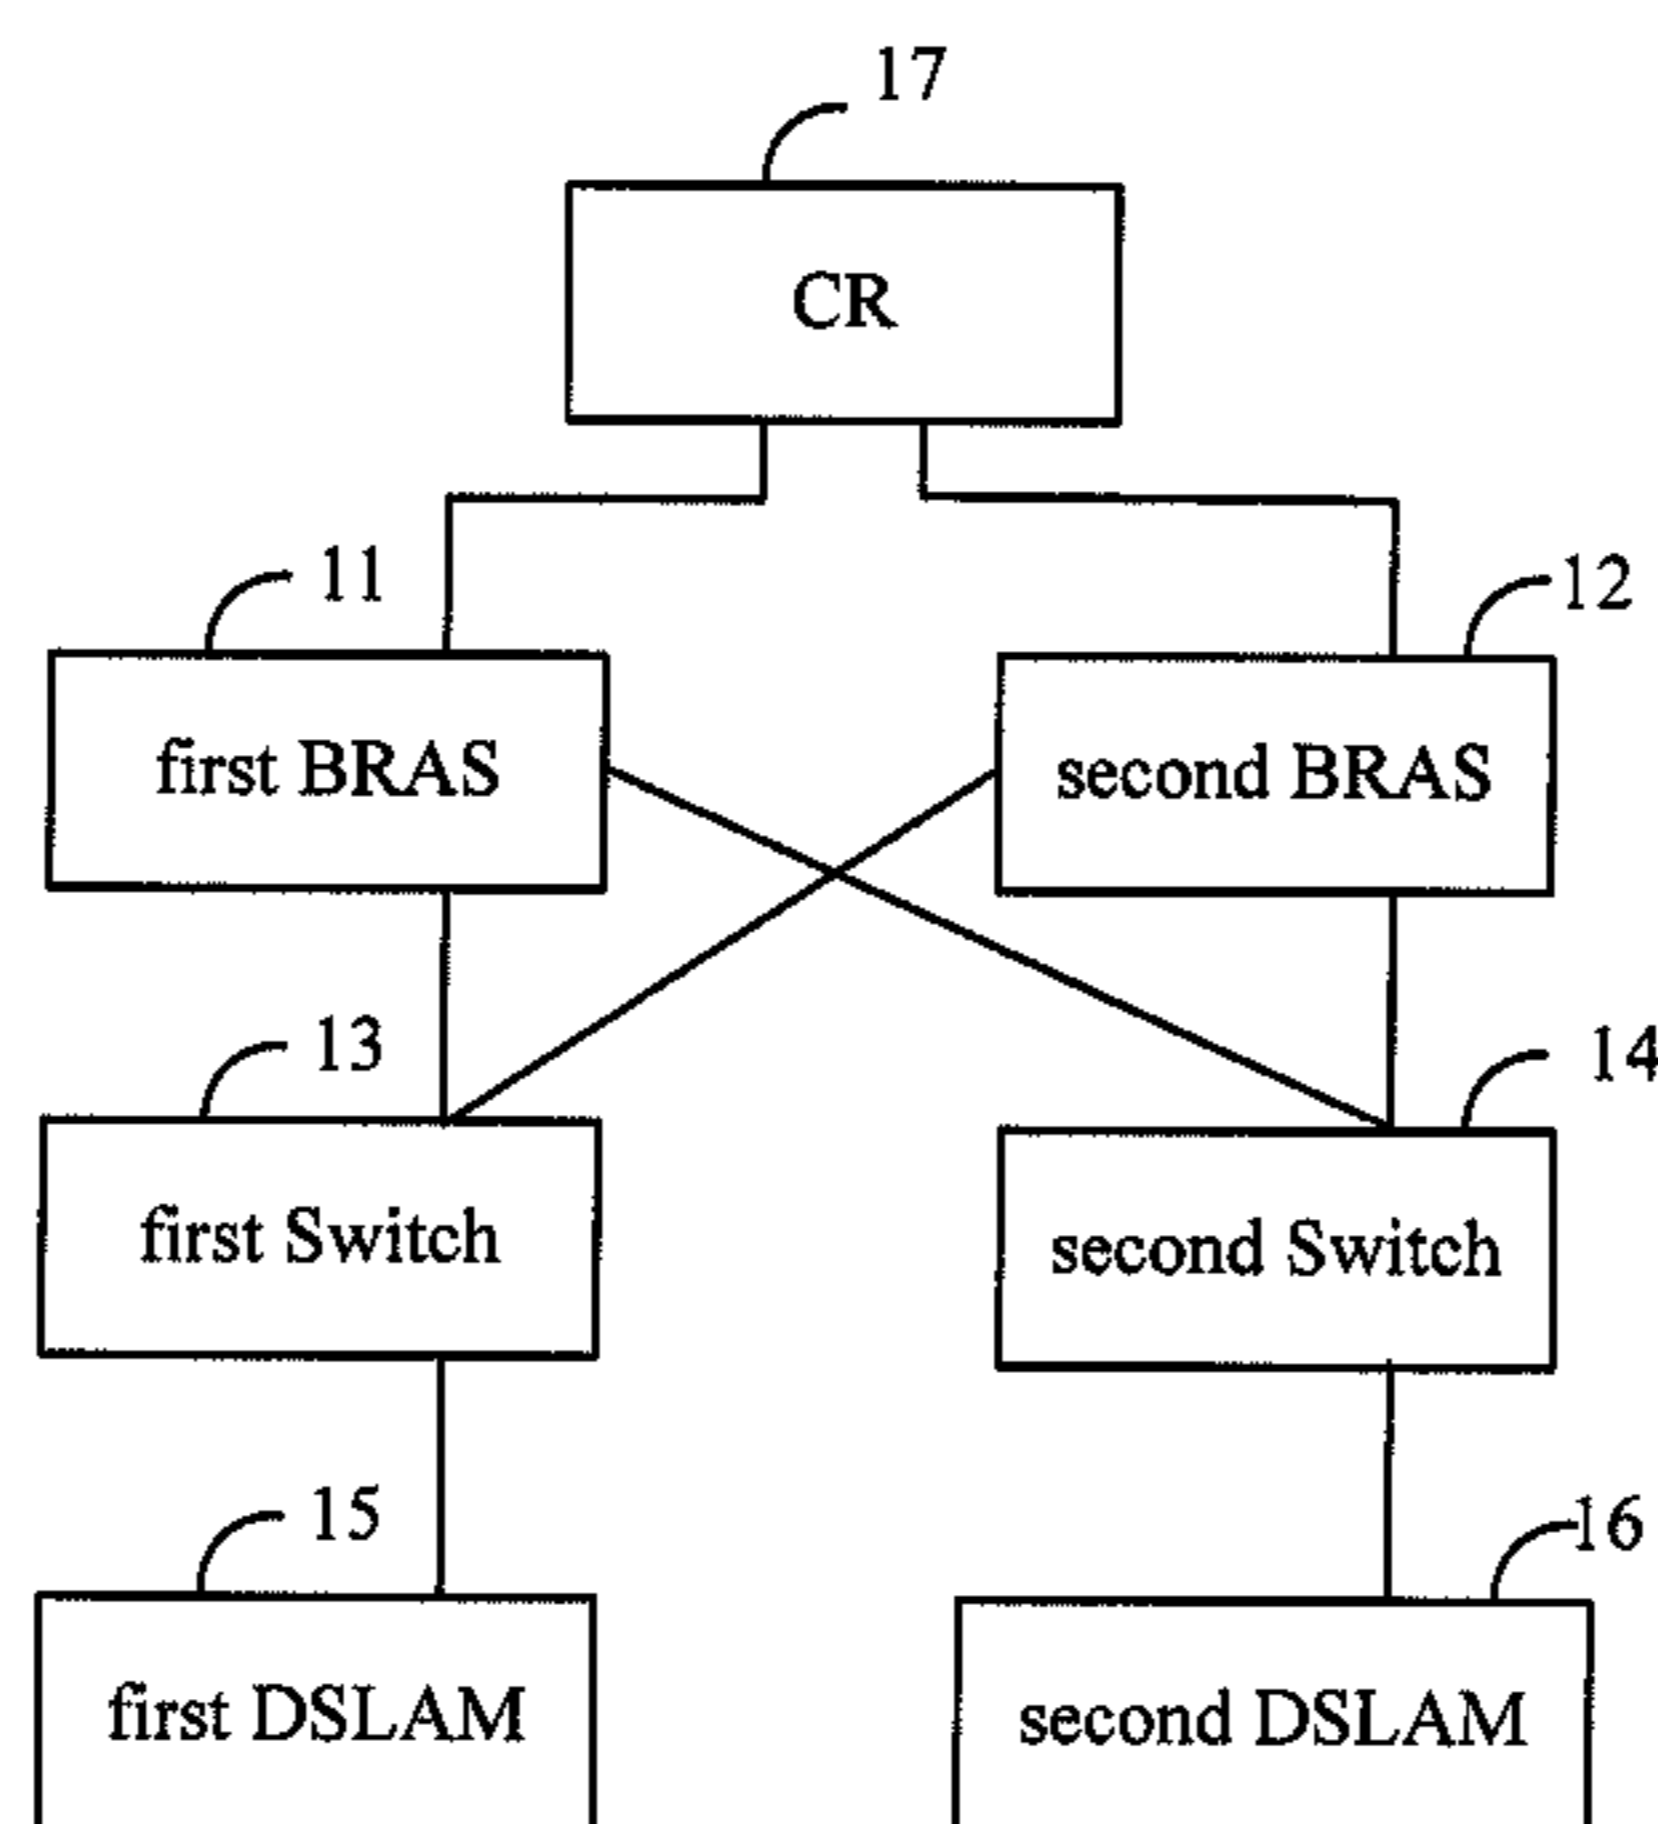 17
CR
11
12
first BRAS
second BRAS
13
14
first Switch
second Switch
15
16
first DSLAM
second DSLAM